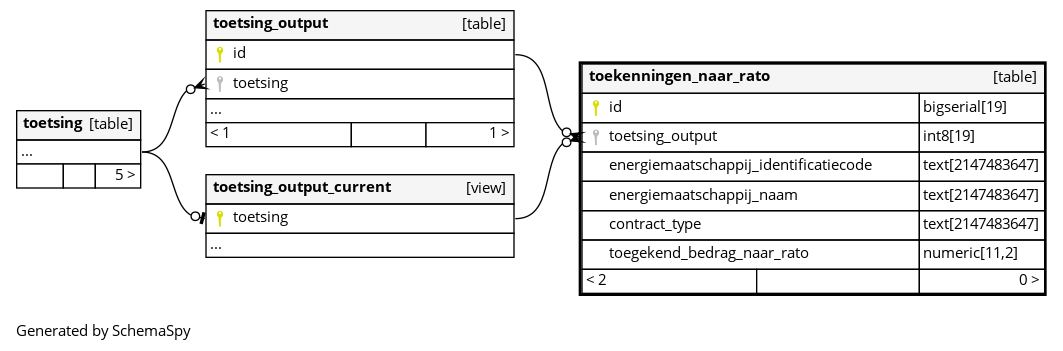 toetsing [table]
...
5 >
toetsing_output [table]
id
toetsing
...
< 1 1 >
toetsing_output_current [view]
toetsing
...
toekenningen_naar_rato [table]
id bigserial[19]
toetsing_output int8[19]
energiemaatschappij_identificatiecode text[2147483647]
energiemaatschappij_naam text[2147483647]
contract_type text[2147483647]
toegekend_bedrag_naar_rato numeric[11,2]
< 2 0 >
Generated by SchemaSpy